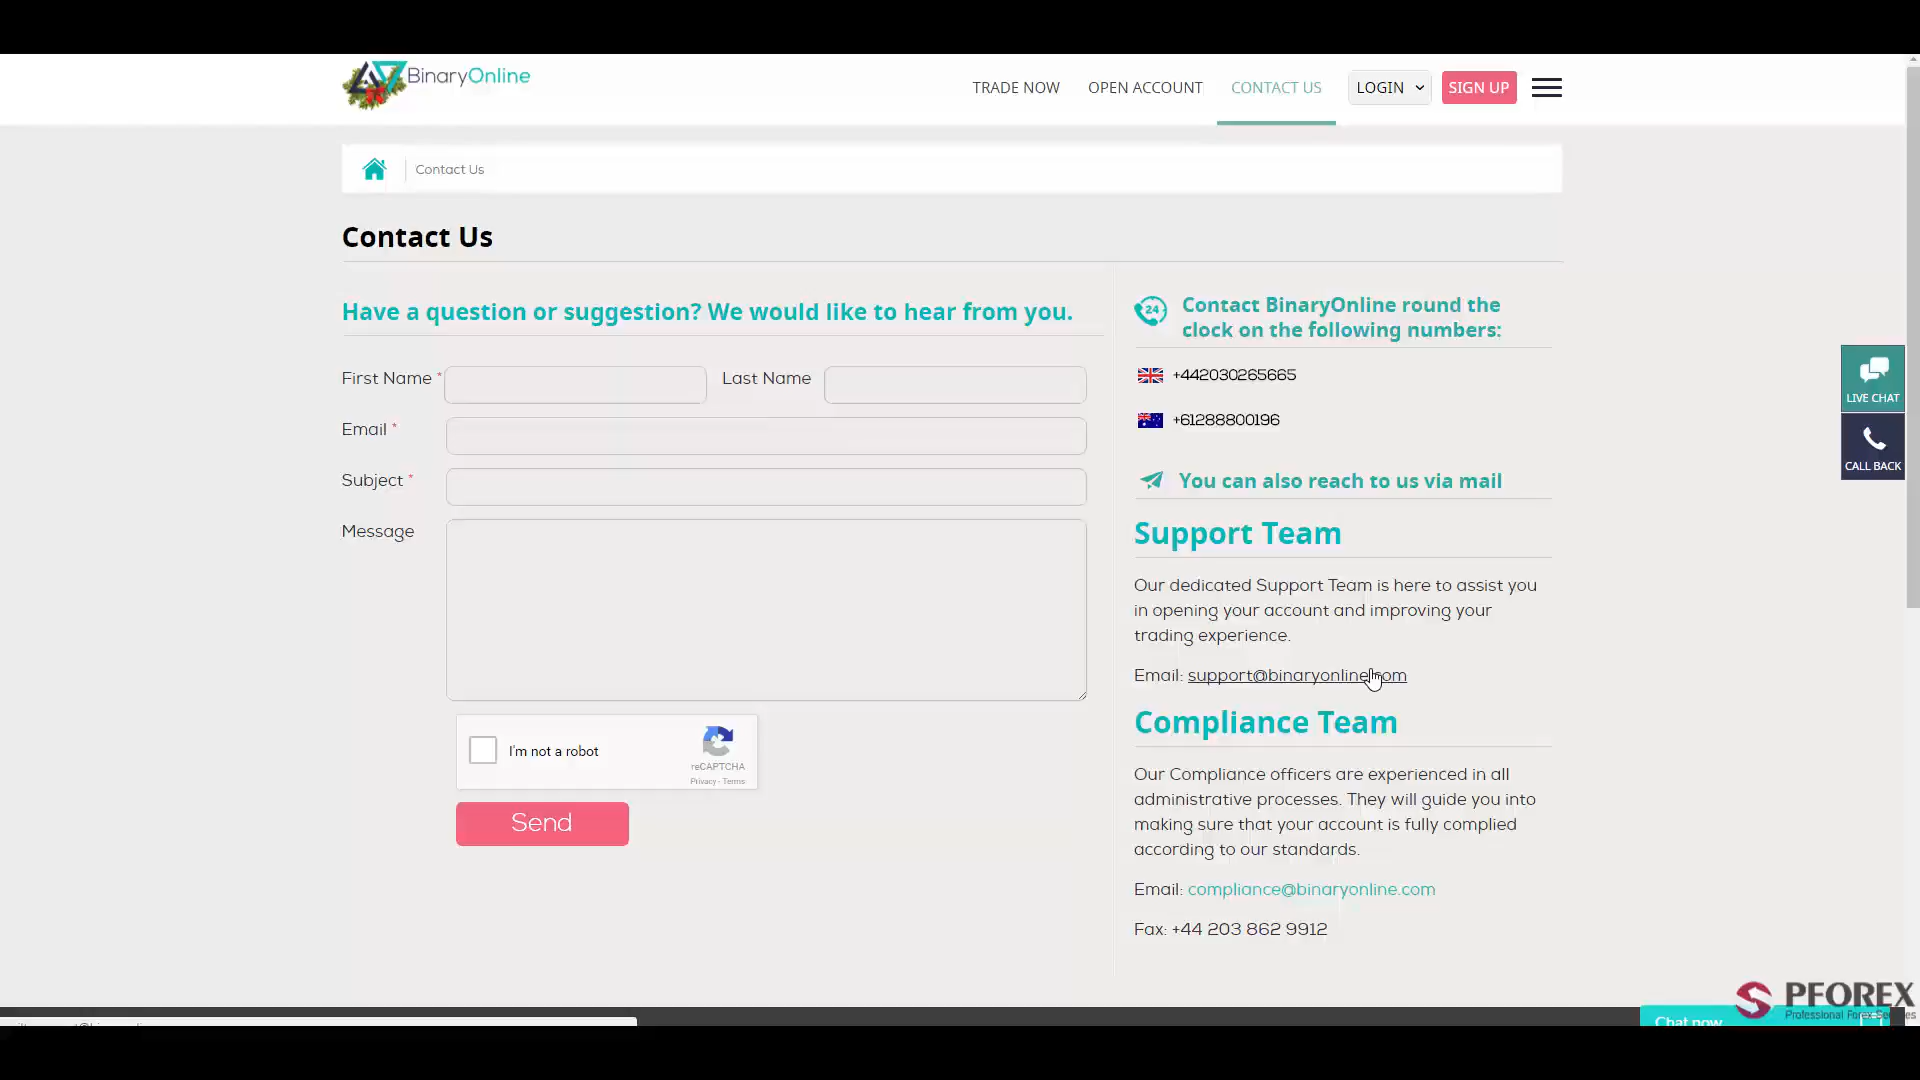 BinaryOnline
TRADE NOW
OPEN ACCOUNT
CONTACT US
LOGIN
SIGN UP
Contact Us
Contact Us
Have a question or suggestion? We would like to hear from you.
First Name *
Last Name
Email *
Subject *
Message
I'm not a robot
reCAPTCHA
Privacy - Terms
Send
24
Contact BinaryOnline round the
clock on the following numbers:
+442030265665
+61288800196
You can also reach to us via mail
Support Team
Our dedicated Support Team is here to assist you
in opening your account and improving your
trading experience.
Email: support@binaryonline.com
Compliance Team
Our Compliance officers are experienced in all
administrative processes. They will guide you into
making sure that your account is fully complied
according to our standards.
Email: compliance@binaryonline.com
Fax: +44 203 862 9912
LIVE CHAT
CALL BACK
PFOREX
Professional Forex Services
Chat now